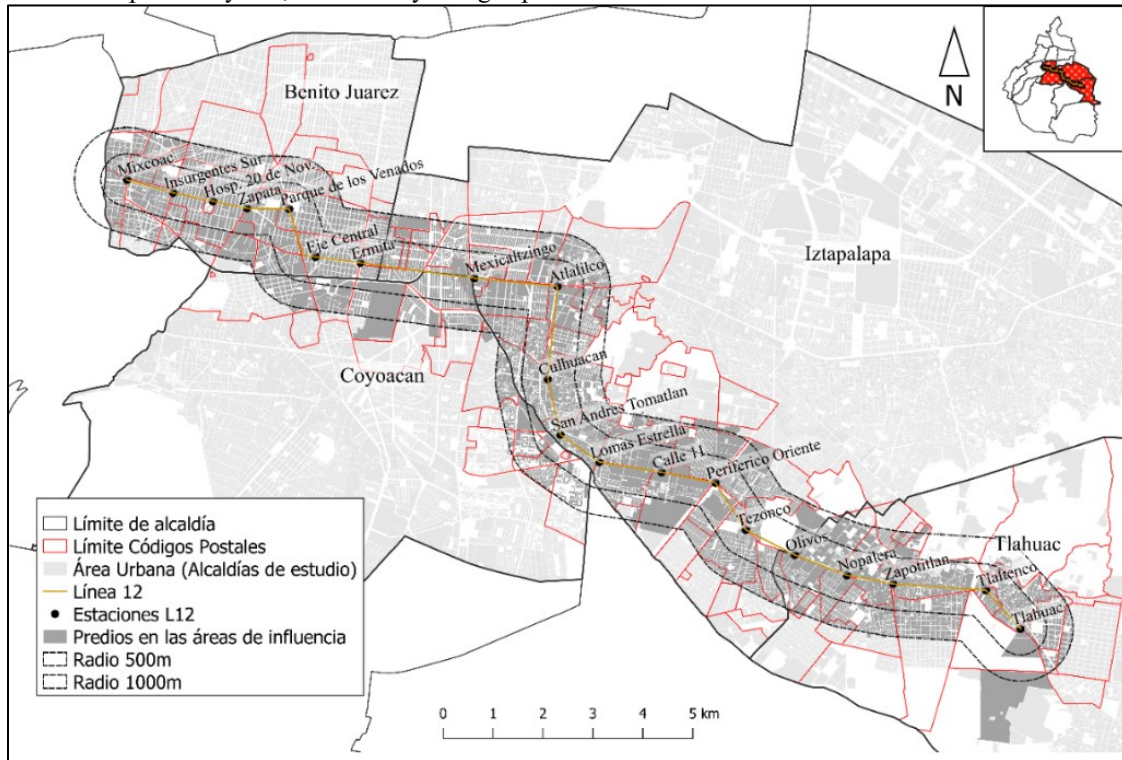 Benito Juarez
N
Mixcoac
Insurgentes Sur
Hosp. 20 de Nov.
Zapata
Parque de los Venados
Eje Central
Ermita
Mexicaltzingo
Atlalilco
Iztapalapa
Coyoacan
Culhuacan
San Andres Tomatlan
Lomas Estrella
Calle 11
Periferico Oriente
Tezonco
Olivos
Nopalera
Zapotitlan
Tlahuac
Tlaltenco
Tlahuac
Límite de alcaldía
Límite Códigos Postales
Área Urbana (Alcaldías de estudio)
Línea 12
Estaciones L12
Predios en las áreas de influencia
Radio 500m
Radio 1000m
0 1 2 3 4 5 km